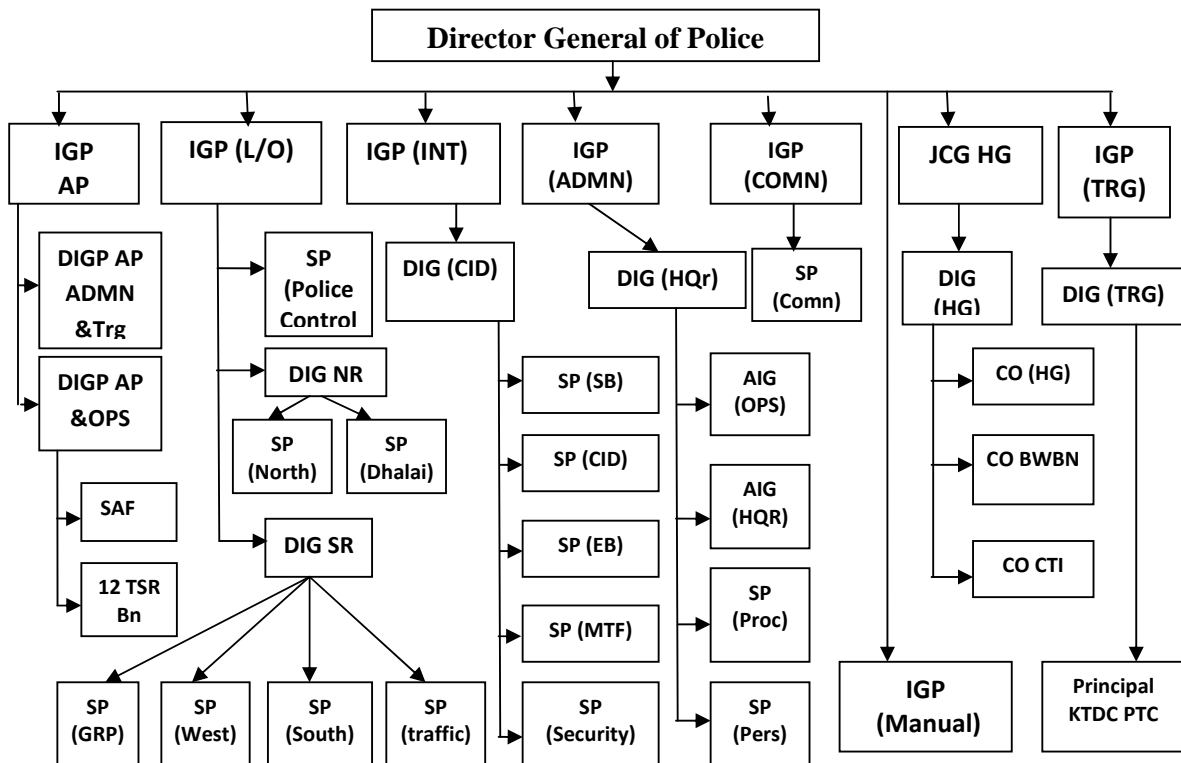 Director General of Police
IGP
AP
IGP (L/O)
IGP (INT)
IGP
(ADMN)
IGP
(COMN)
JCG HG
IGP
(TRG)
DIGP AP
ADMN
&Trg
SP
(Police
Control
DIG (CID)
DIG (HQr)
SP
(Comn)
DIG
(HG)
DIG (TRG)
DIGP AP
&OPS
DIG NR
SP (SB)
AIG
(OPS)
CO (HG)
SP
(North)
SP
(Dhalai)
SP (CID)
AIG
(HQR)
CO BWBN
SAF
DIG SR
SP (EB)
CO CTI
12 TSR
Bn
SP (MTF)
SP
(Proc)
SP
(GRP)
SP
(West)
SP
(South)
SP
(traffic)
SP
(Security)
SP
(Pers)
IGP
(Manual)
Principal
KTDC PTC